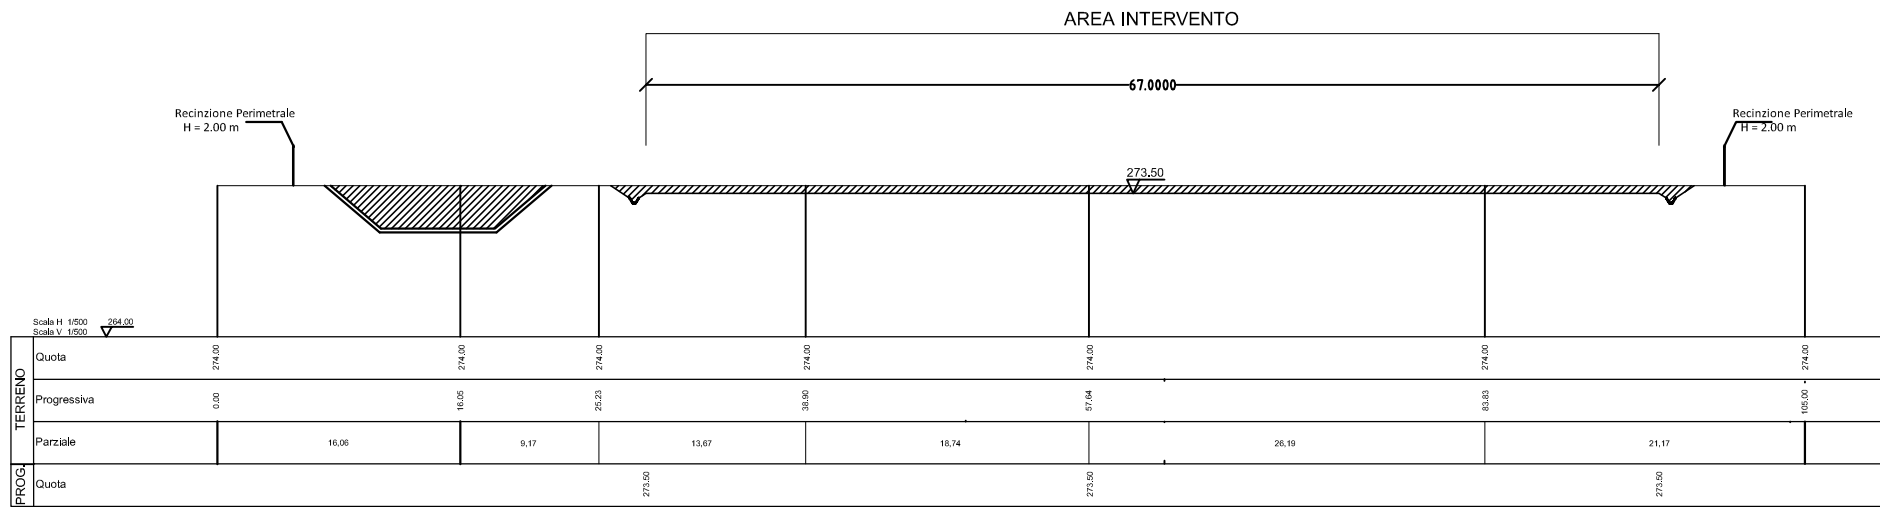 AREA INTERVENTO
67.0000
Recinzione Perimetrale
H = 2.00 m
Recinzione Perimetrale
H = 2.00 m
273.50
Scala H 1/500
Scala V 1/500
264.00
TERRENO
Quota
274.00 274.00 274.00 274.00 274.00 274.00 274.00
Progressiva
0.00 16.05 25.23 38.90 57.64 83.83 105.00
Parziale
16,06 9,17 13,67 18,74 26,19 21,17
PROG.
Quota
273.50 273.50 273.50